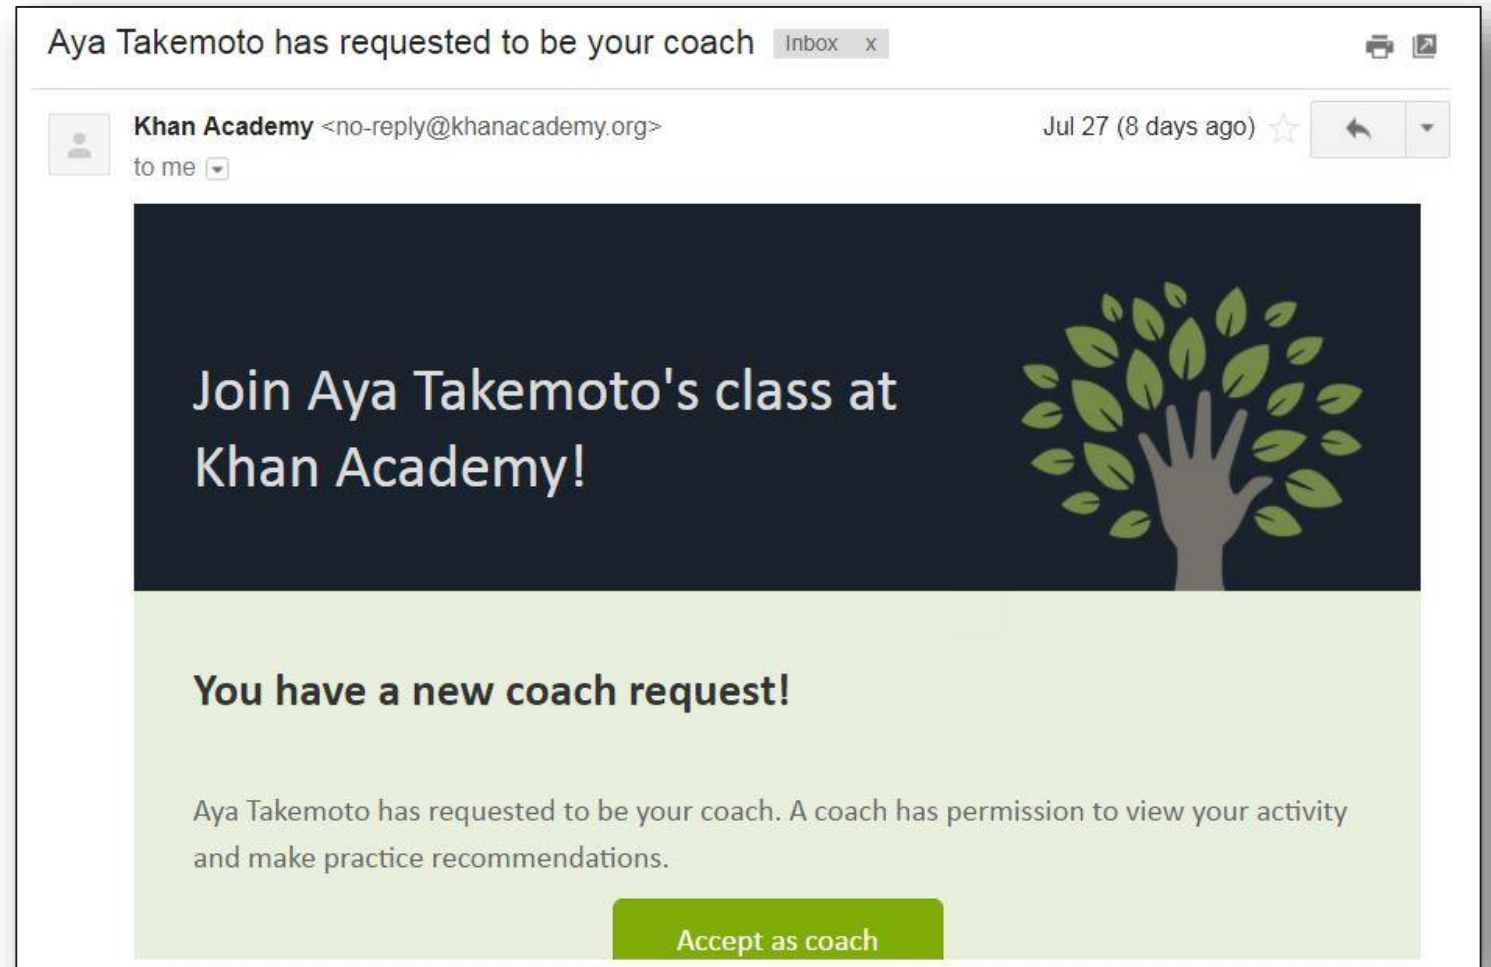 Aya Takemoto has requested to be your coach Inbox x
Khan Academy <no-reply@khanacademy.org> Jul 27 (8 days ago)
to me
Join Aya Takemoto's class at
Khan Academy!
You have a new coach request!
Aya Takemoto has requested to be your coach. A coach has permission to view your activity
and make practice recommendations.
Accept as coach